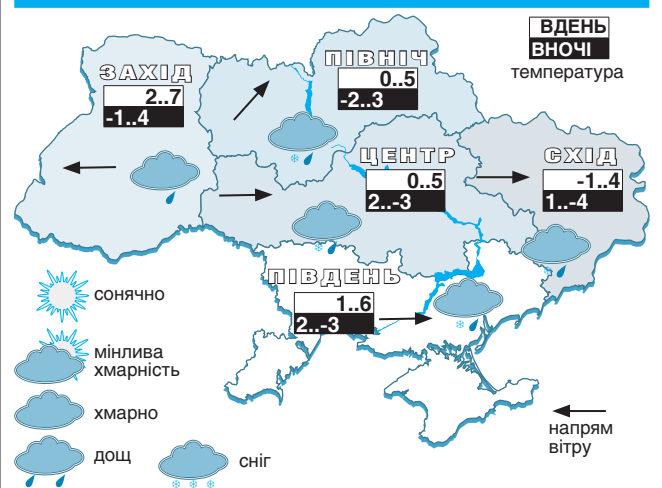 ВДЕНЬ
ВНОЧІ
температура
ПІВНІЧ
0..5
-2..3
ЗАХІД
2..7
-1..4
ЦЕНТР
0..5
2..-3
СХІД
-1..4
1..-4
ПІВДЕНЬ
1..6
2..-3
сонячно
мінлива
хмарність
хмарно
дощ
сніг
напрям
вітру